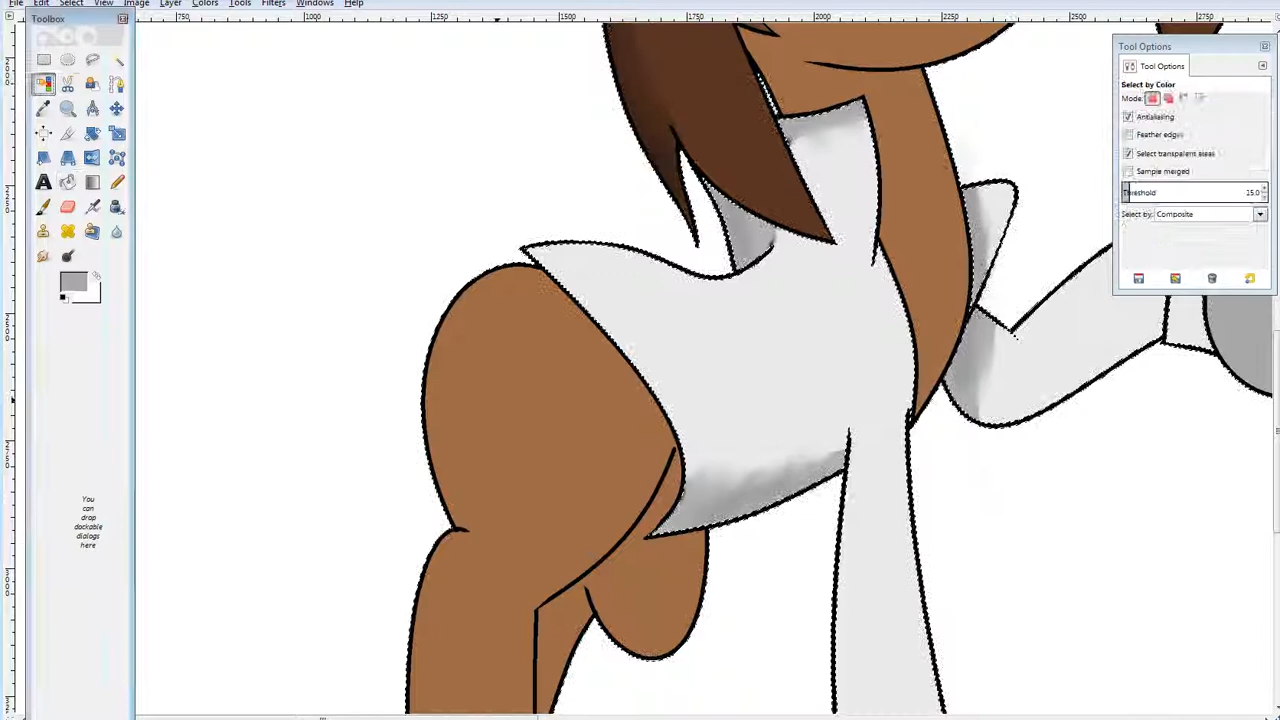 File Edit Select View Image Layer Colors Tools Filters Windows Help
Toolbox
750 1000 1250 1500 1750 2000 2250 2500 2750
Tool Options
Tool Options
Select by Color
Mode:
Antialiasing
Feather edges
Select transparent areas
Sample merged
Threshold 15.0
Select by: Composite
You
can
drop
dockable
dialogs
here